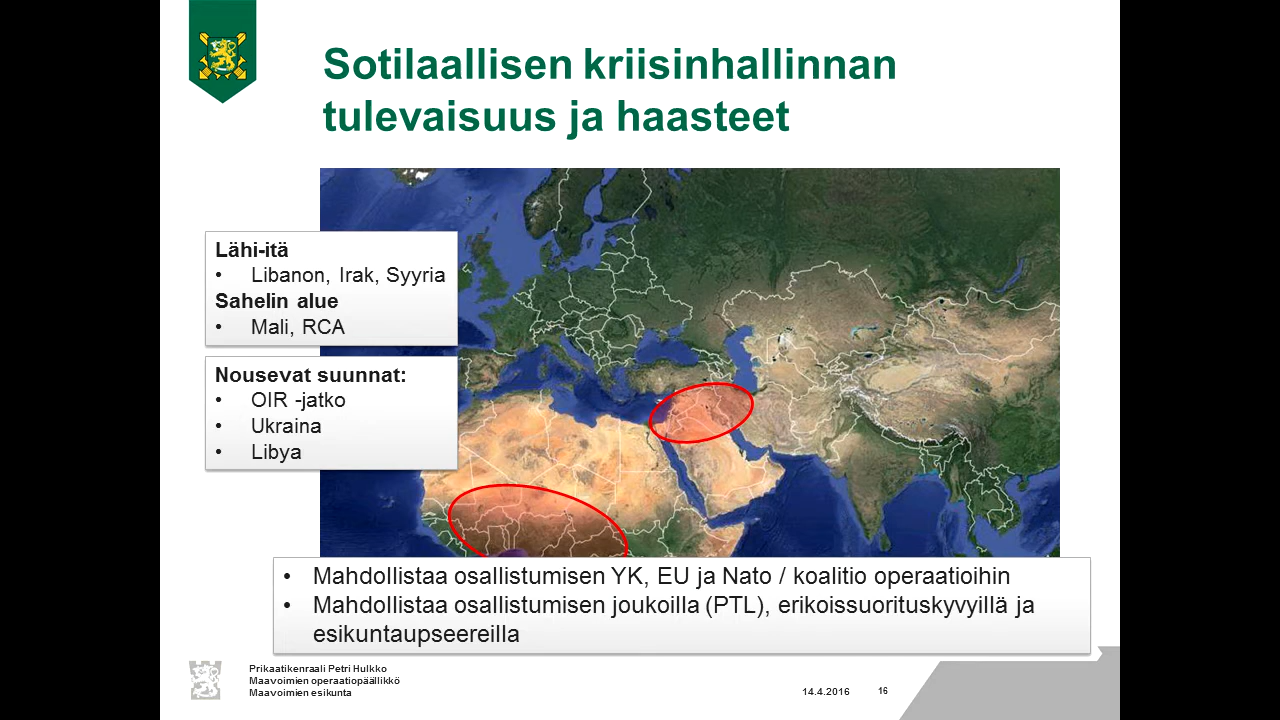 Sotilaallisen kriisinhallinnan
tulevaisuus ja haasteet
Lähi-itä
• Libanon, Irak, Syyria
Sahelin alue
• Mali, RCA
Nousevat suunnat:
• OIR -jatko
• Ukraina
• Libya
• Mahdollistaa osallistumisen YK, EU ja Nato / koalitio operaatioihin
• Mahdollistaa osallistumisen joukoilla (PTL), erikoissuorituskyvyillä ja
esikuntaupseereilla
Prikaatikenraali Petri Hulkko
Maavoimien operaatiopäällikkö
Maavoimien esikunta
14.4.2016
16